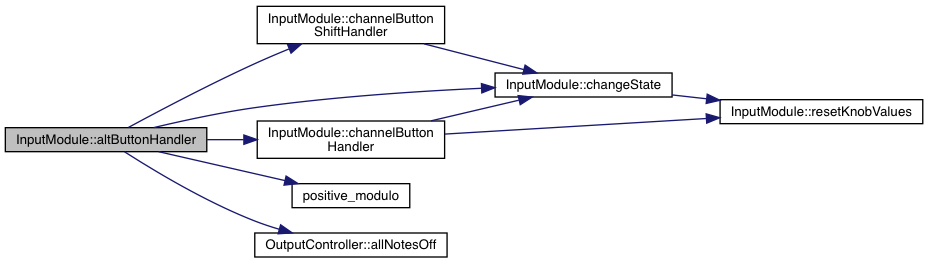 InputModule::altButtonHandler
InputModule::channelButton
ShiftHandler
InputModule::changeState
InputModule::resetKnobValues
InputModule::channelButton
Handler
positive_modulo
OutputController::allNotesOff